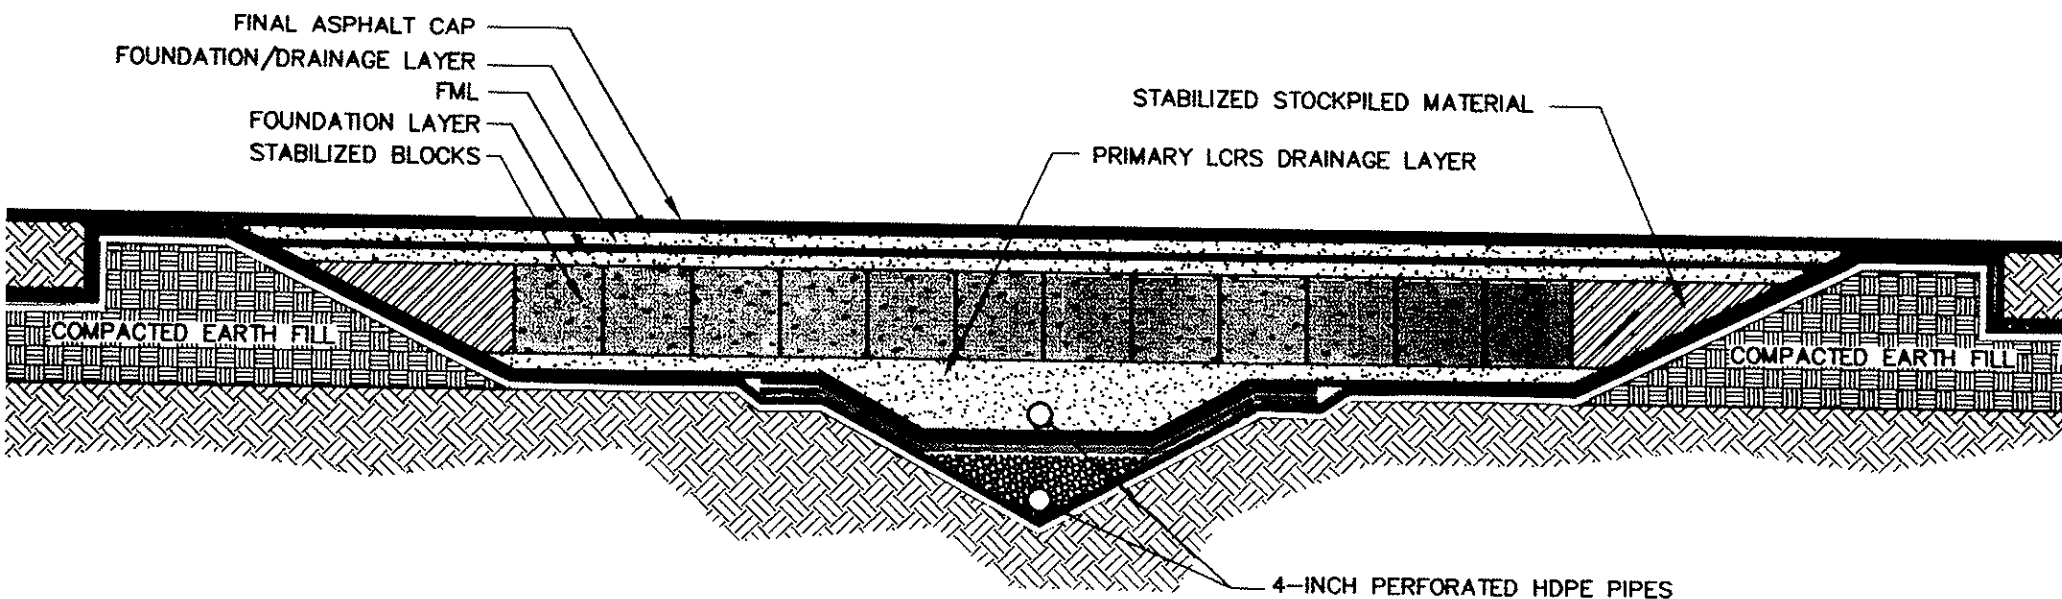 FINAL ASPHALT CAP
FOUNDATION/DRAINAGE LAYER
FML
FOUNDATION LAYER
STABILIZED BLOCKS
STABILIZED STOCKPILED MATERIAL
PRIMARY LCRS DRAINAGE LAYER
COMPACTED EARTH FILL
COMPACTED EARTH FILL
4-INCH PERFORATED HDPE PIPES